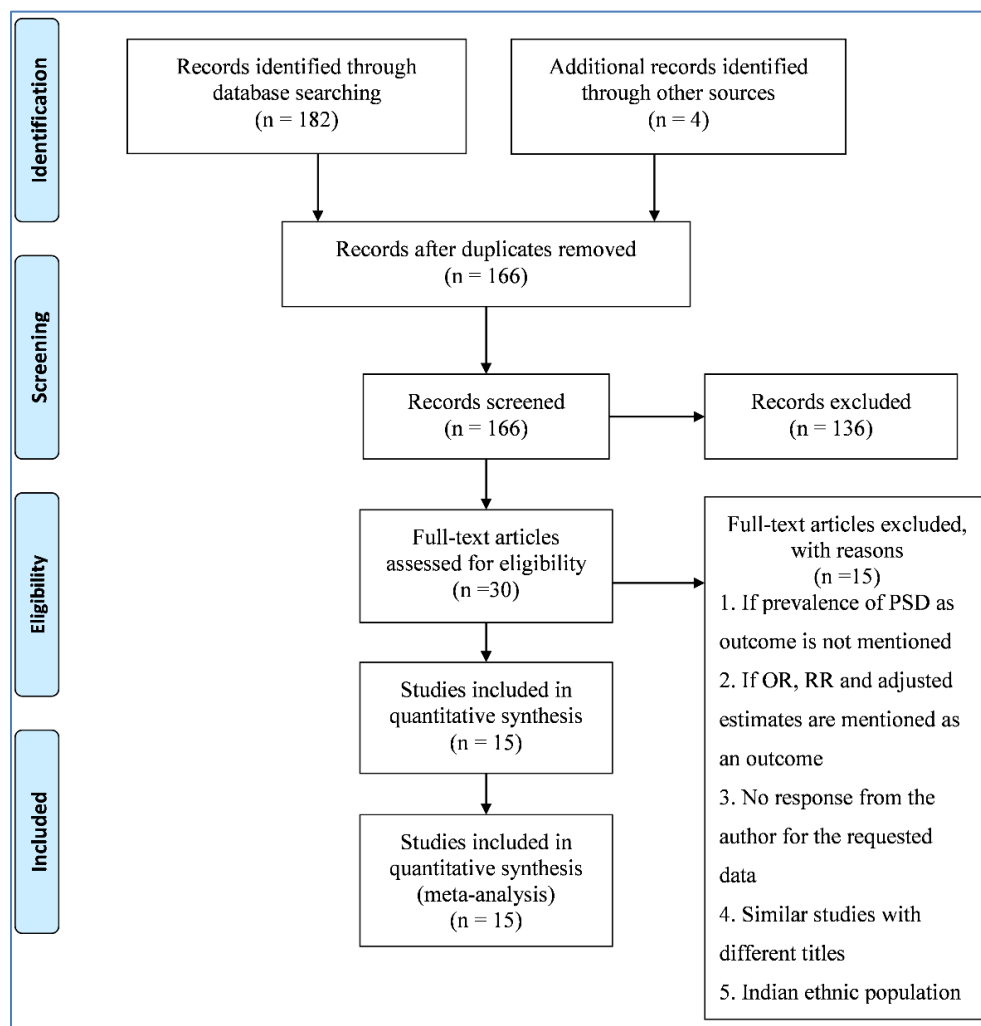 Identification
Records identified through
database searching
(n = 182)
Additional records identified
through other sources
(n = 4)
Records after duplicates removed
(n = 166)
Screening
Records screened
(n = 166)
Records excluded
(n = 136)
Eligibility
Full-text articles
assessed for eligibility
(n =30)
Full-text articles excluded,
with reasons
(n =15)
1. If prevalence of PSD as
outcome is not mentioned
2. If OR, RR and adjusted
estimates are mentioned as
an outcome
3. No response from the
author for the requested
data
4. Similar studies with
different titles
5. Indian ethnic population
Studies included in
quantitative synthesis
(n = 15)
Included
Studies included in
quantitative synthesis
(meta-analysis)
(n = 15)